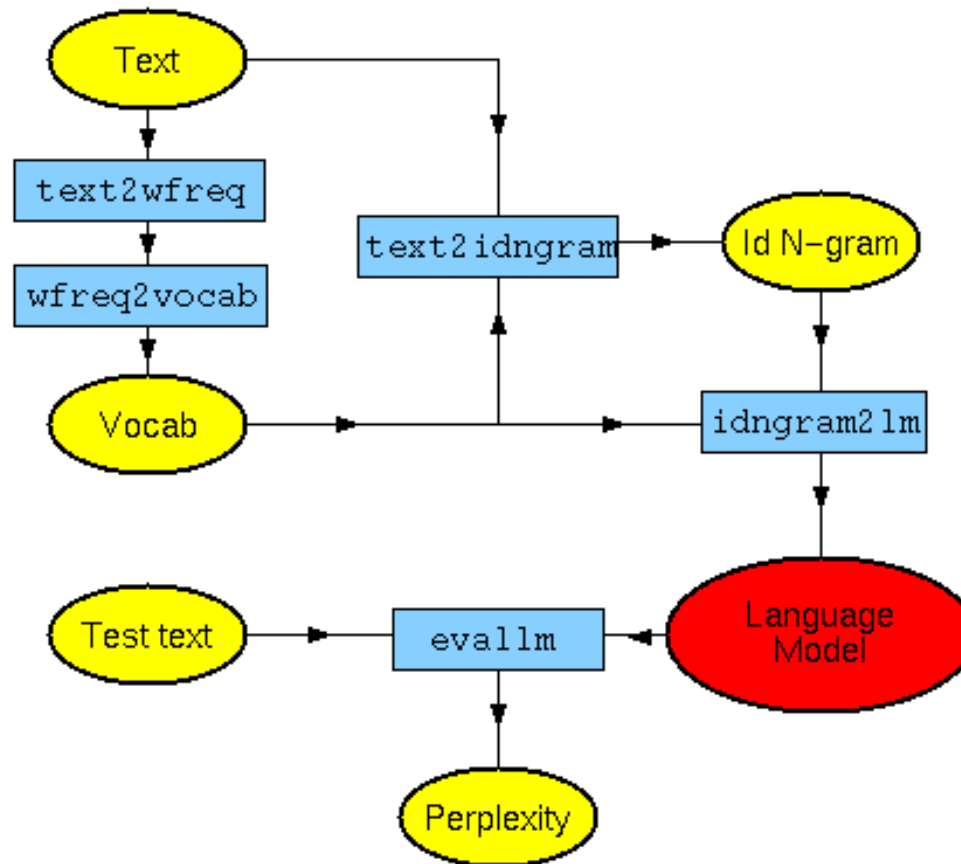 Text
text2wfreq
wfreq2vocab
text2idngram
Id N-gram
Vocab
idngram2lm
Test text
evallm
Language
Model
Perplexity